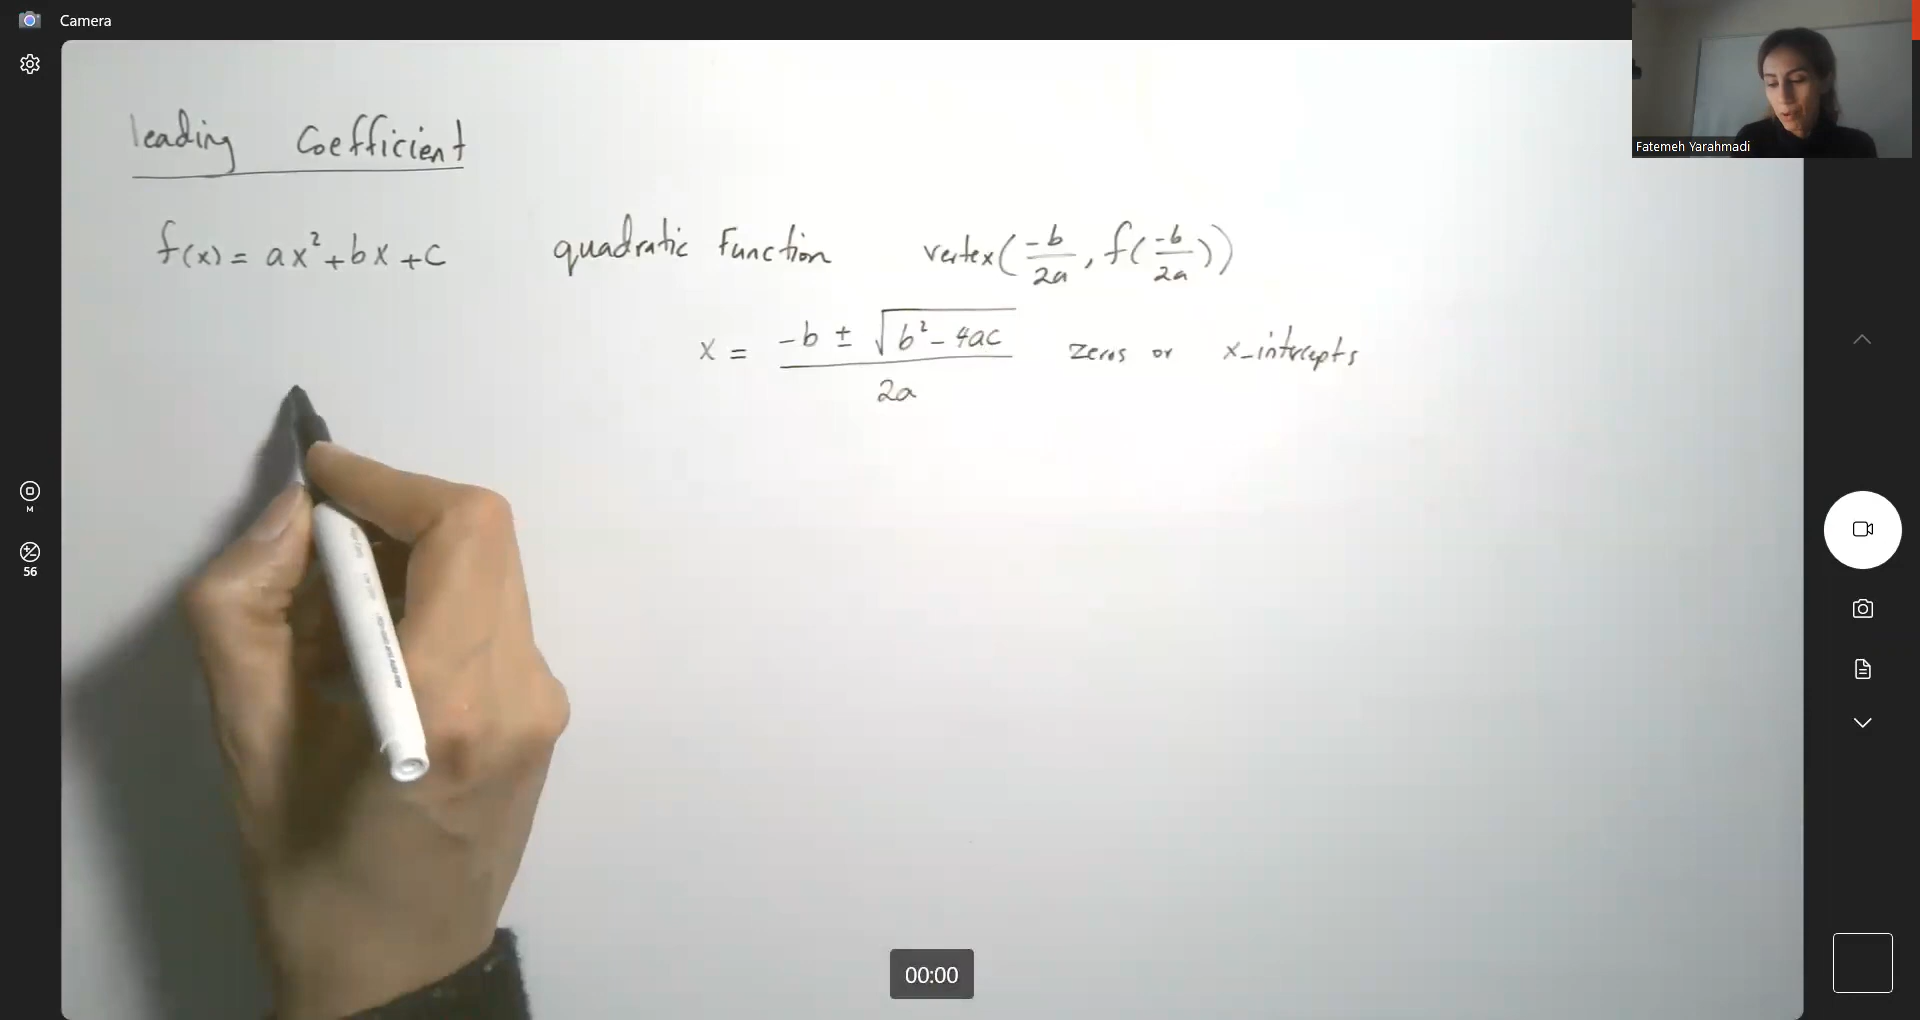 Camera
Fatemeh Yarahmadi
leading Coefficient
f(x) = ax²+bx+c quadratic Function vertex(-b/2a, f(-b/2a))
x = (-b ± √(b²-4ac))/2a zeros or x-intercepts
M
56
00:00